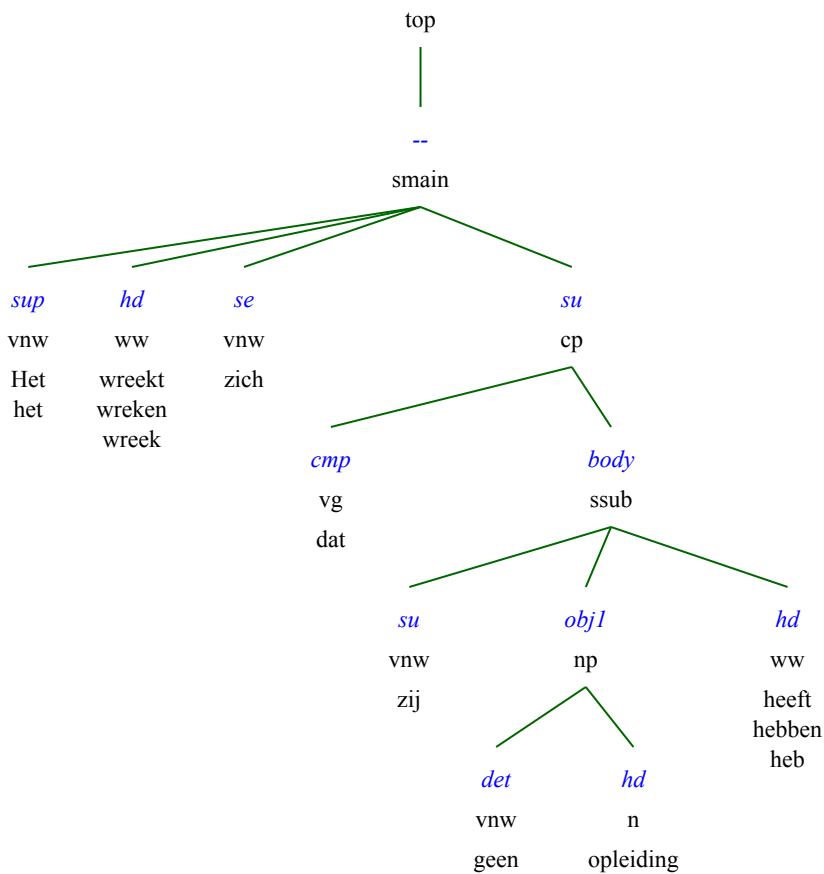 top
--
smain
sup hd se su
vnw ww vnw cp
Het wreekt zich
het wreken
wreek
cmp body
vg ssub
dat
su obj1 hd
vnw np ww
zij heeft
hebben
heb
det hd
vnw n
geen opleiding